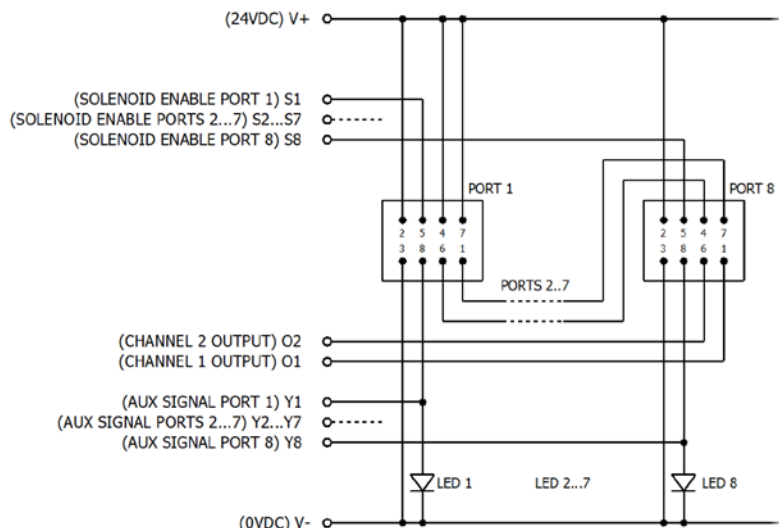 (24VDC) V+
(SOLENOID ENABLE PORT 1) S1
(SOLENOID ENABLE PORTS 2...7) S2...S7
(SOLENOID ENABLE PORT 8) S8
PORT 1
PORT 8
2 5 4 7
3 8 6 1
2 5 4 7
3 8 6 1
PORTS 2..7
(CHANNEL 2 OUTPUT) O2
(CHANNEL 1 OUTPUT) O1
(AUX SIGNAL PORT 1) Y1
(AUX SIGNAL PORTS 2...7) Y2...Y7
(AUX SIGNAL PORT 8) Y8
LED 1
LED 2...7
LED 8
(0VDC) V-